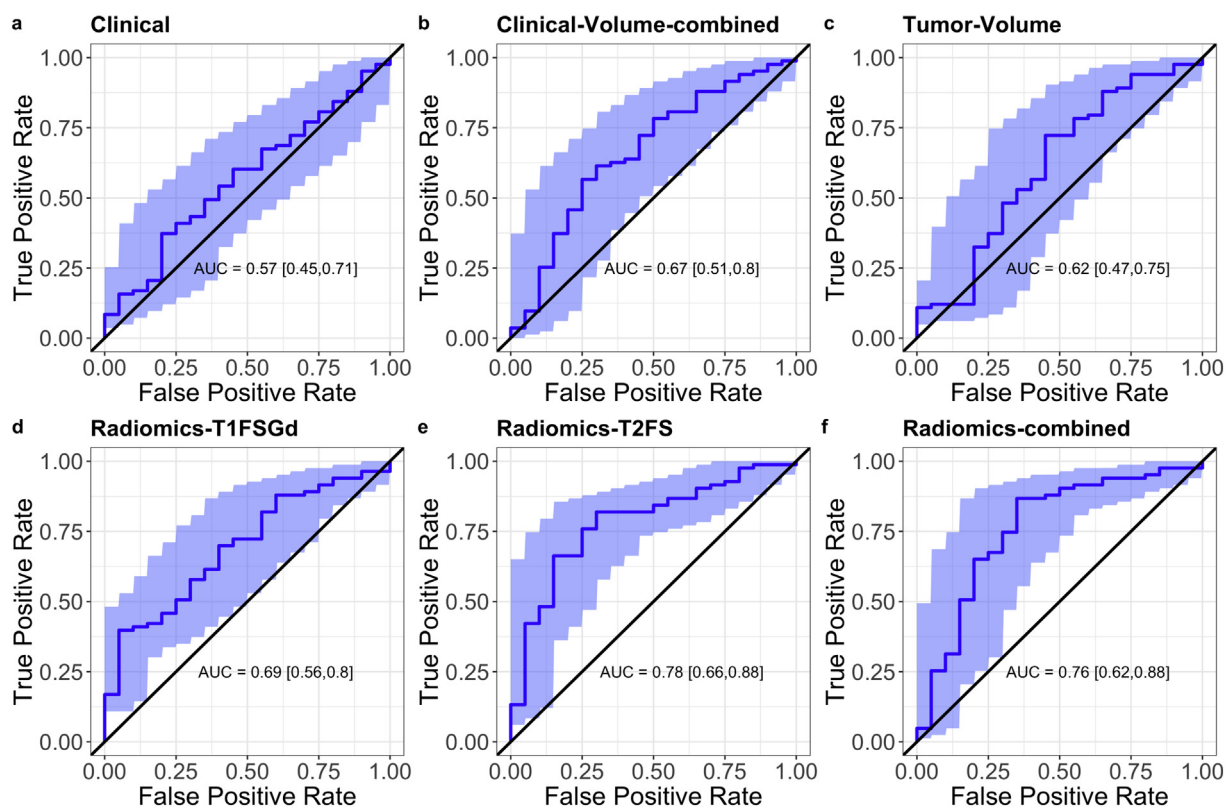 a Clinical
1.00
0.75
0.50
0.25
0.00
True Positive Rate
AUC = 0.57 [0.45,0.71]
0.00 0.25 0.50 0.75 1.00
False Positive Rate
b Clinical-Volume-combined
1.00
0.75
0.50
0.25
0.00
True Positive Rate
AUC = 0.67 [0.51,0.8]
0.00 0.25 0.50 0.75 1.00
False Positive Rate
c Tumor-Volume
1.00
0.75
0.50
0.25
0.00
True Positive Rate
AUC = 0.62 [0.47,0.75]
0.00 0.25 0.50 0.75 1.00
False Positive Rate
d Radiomics-T1FSGd
1.00
0.75
0.50
0.25
0.00
True Positive Rate
AUC = 0.69 [0.56,0.8]
0.00 0.25 0.50 0.75 1.00
False Positive Rate
e Radiomics-T2FS
1.00
0.75
0.50
0.25
0.00
True Positive Rate
AUC = 0.78 [0.66,0.88]
0.00 0.25 0.50 0.75 1.00
False Positive Rate
f Radiomics-combined
1.00
0.75
0.50
0.25
0.00
True Positive Rate
AUC = 0.76 [0.62,0.88]
0.00 0.25 0.50 0.75 1.00
False Positive Rate